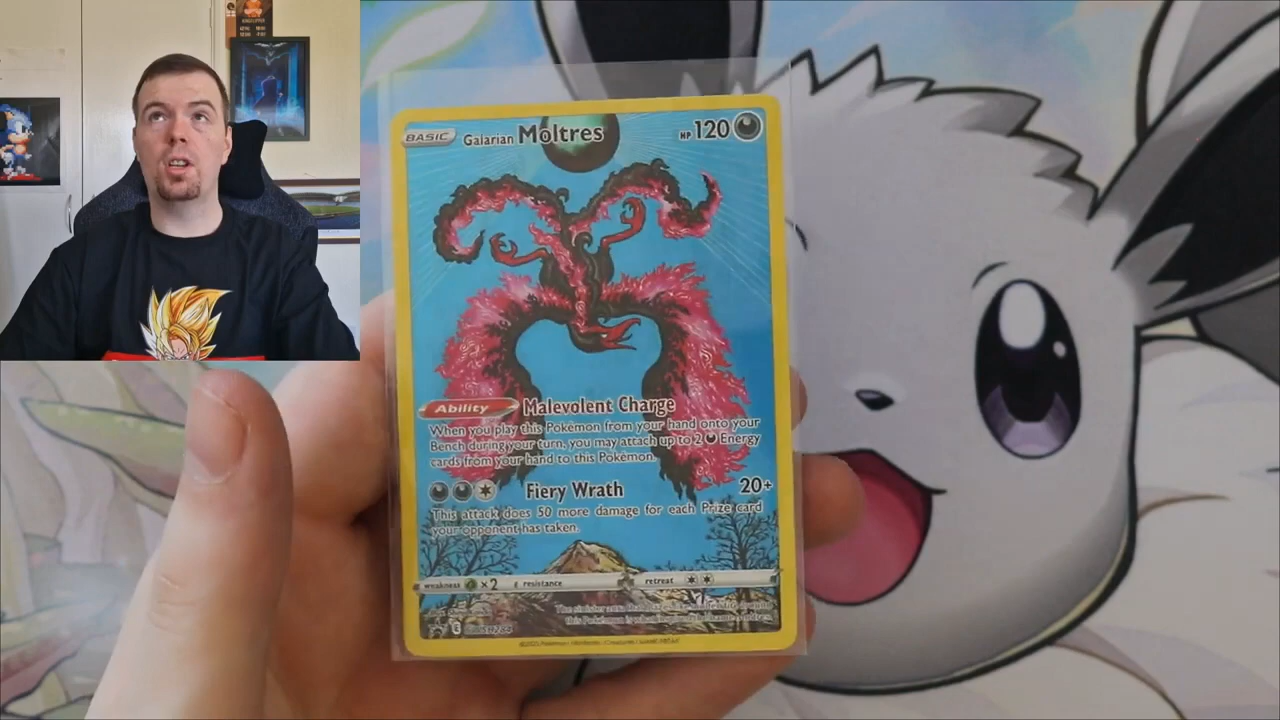 BASIC Galarian Moltres HP 120
Ability Malevolent Charge
When you play this Pokémon from your hand onto your
Bench during your turn, you may attach up to 2 Energy
cards from your hand to this Pokémon.
Fiery Wrath 20+
This attack does 50 more damage for each Prize card
your opponent has taken.
weakness ×2 resistance retreat